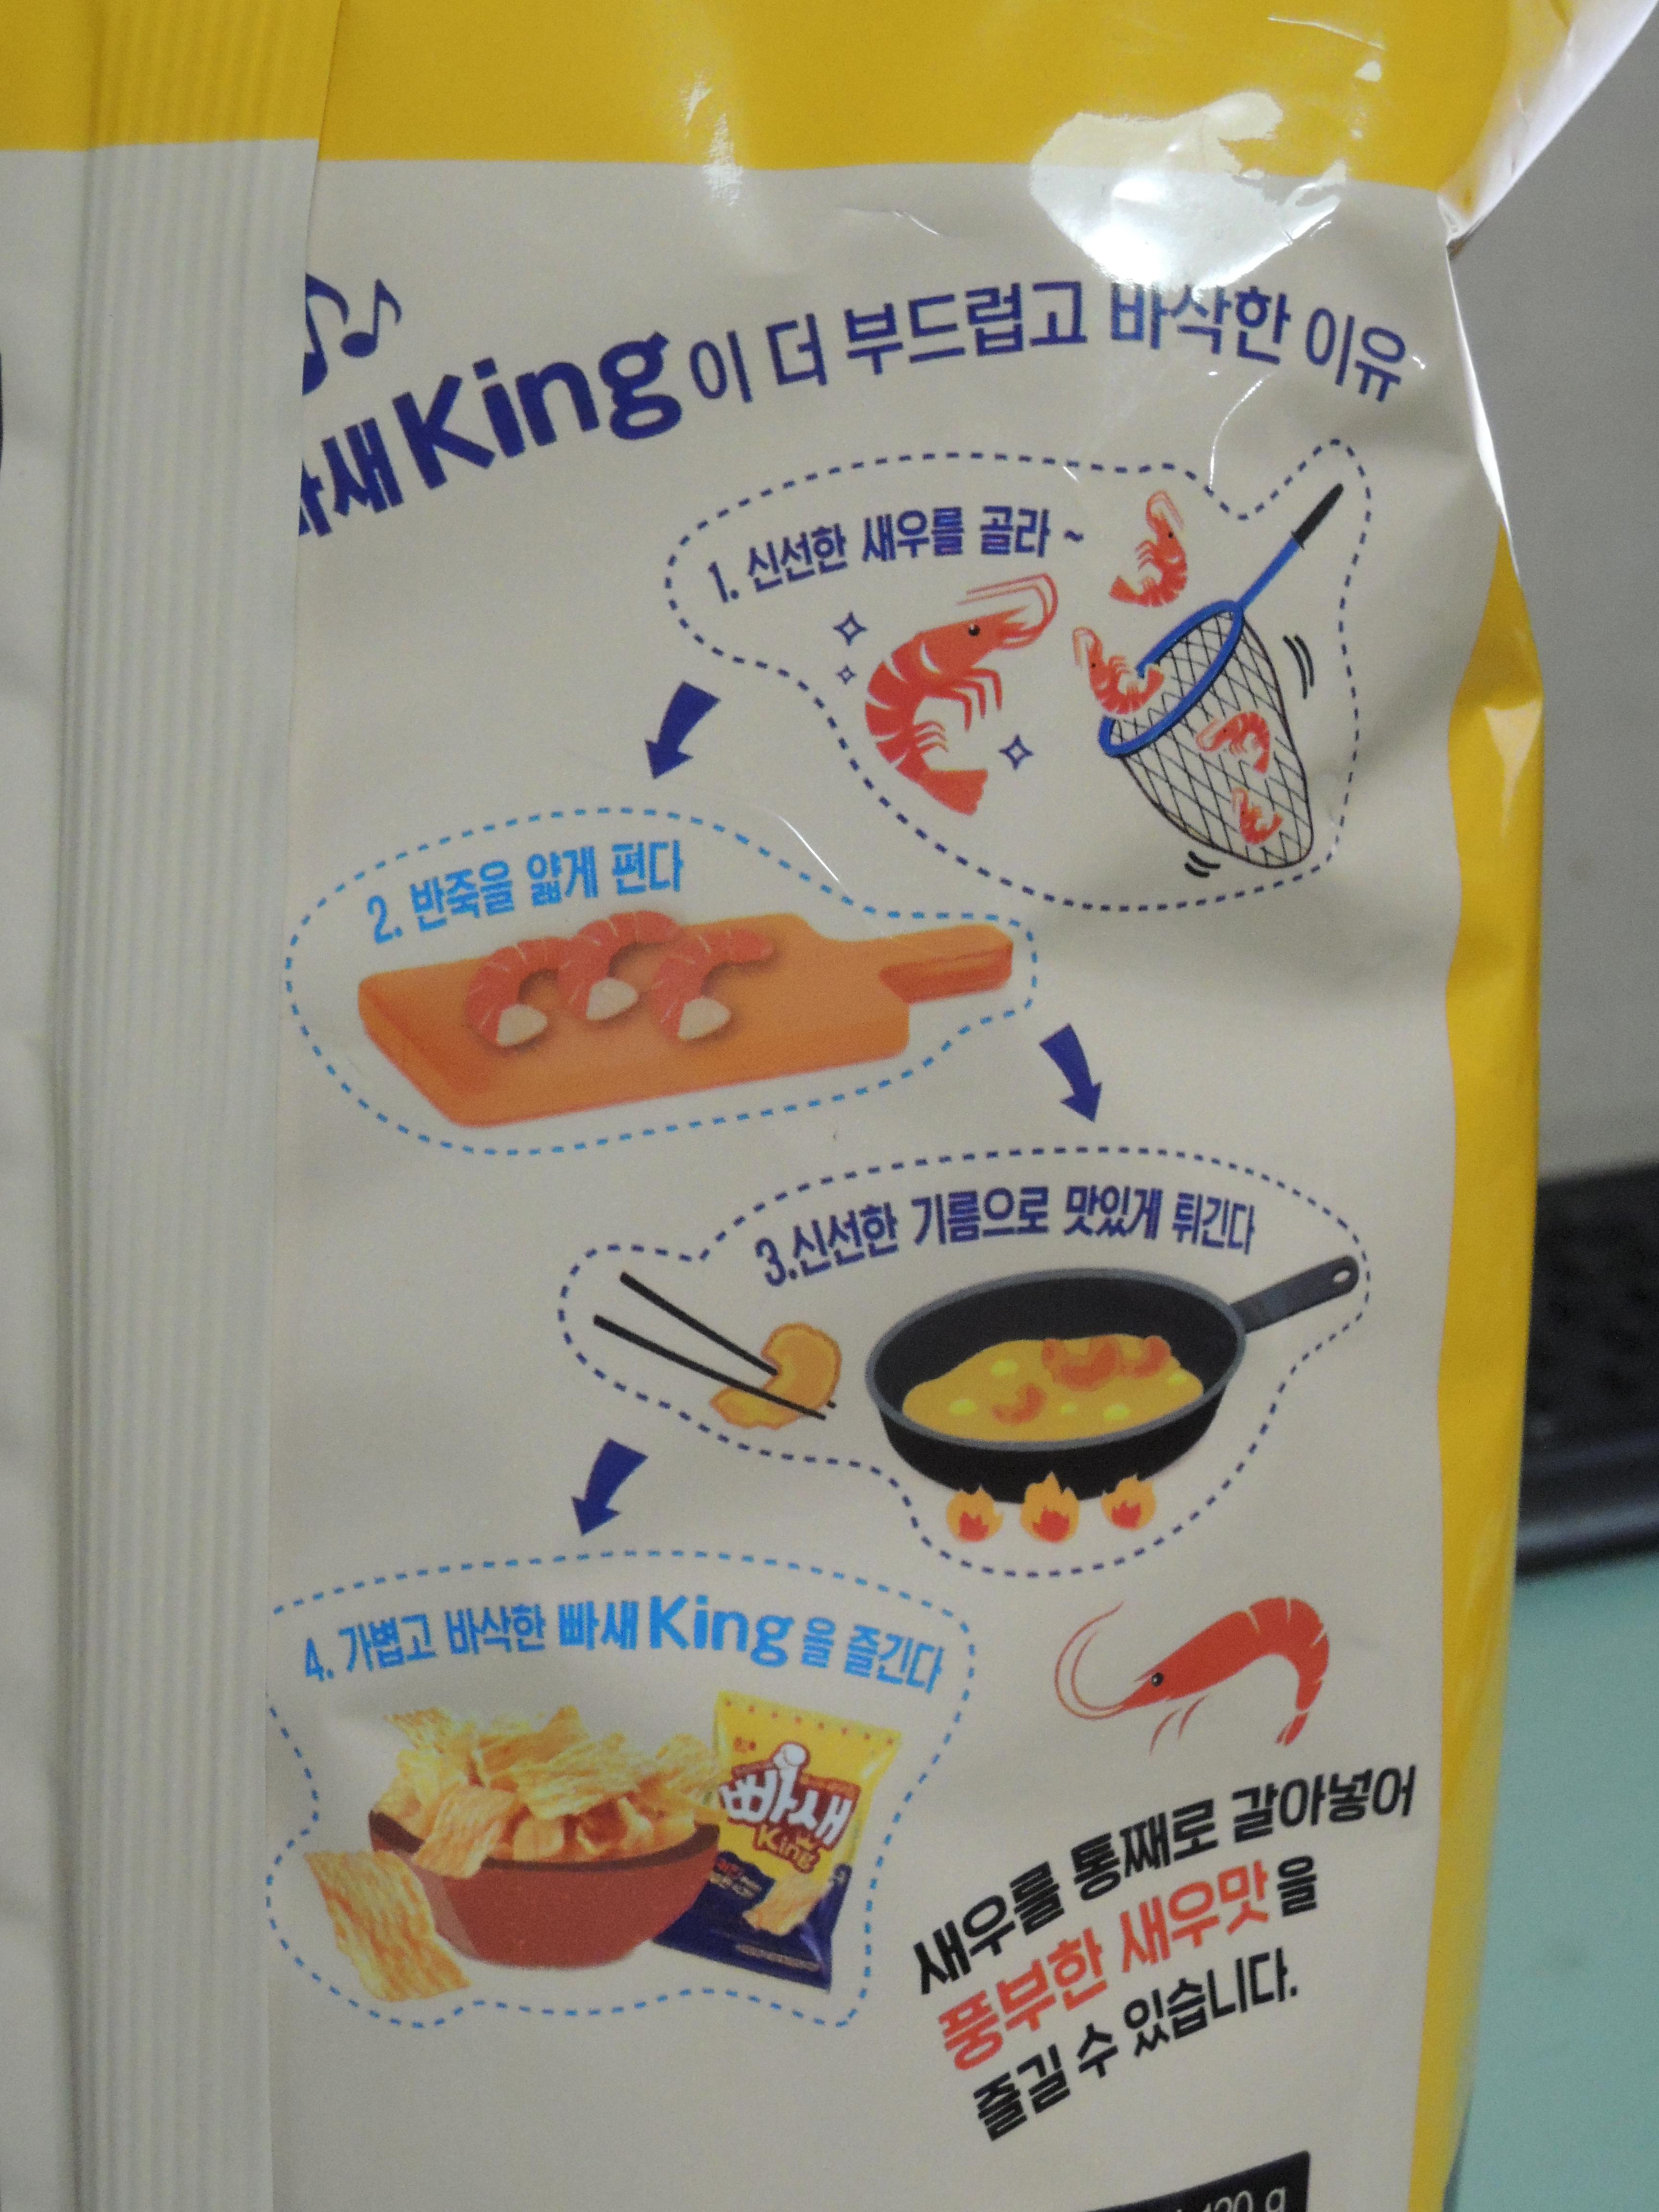 빠새King이 더 부드럽고 바삭한 이유
1. 신선한 새우를 골라 ~
2. 반죽을 얇게 편다
3.신선한 기름으로 맛있게 튀긴다
4. 가볍고 바삭한 빠새King을 즐긴다
빠새
King
새우를 통째로 갈아넣어
풍부한 새우맛을
즐길 수 있습니다.
g